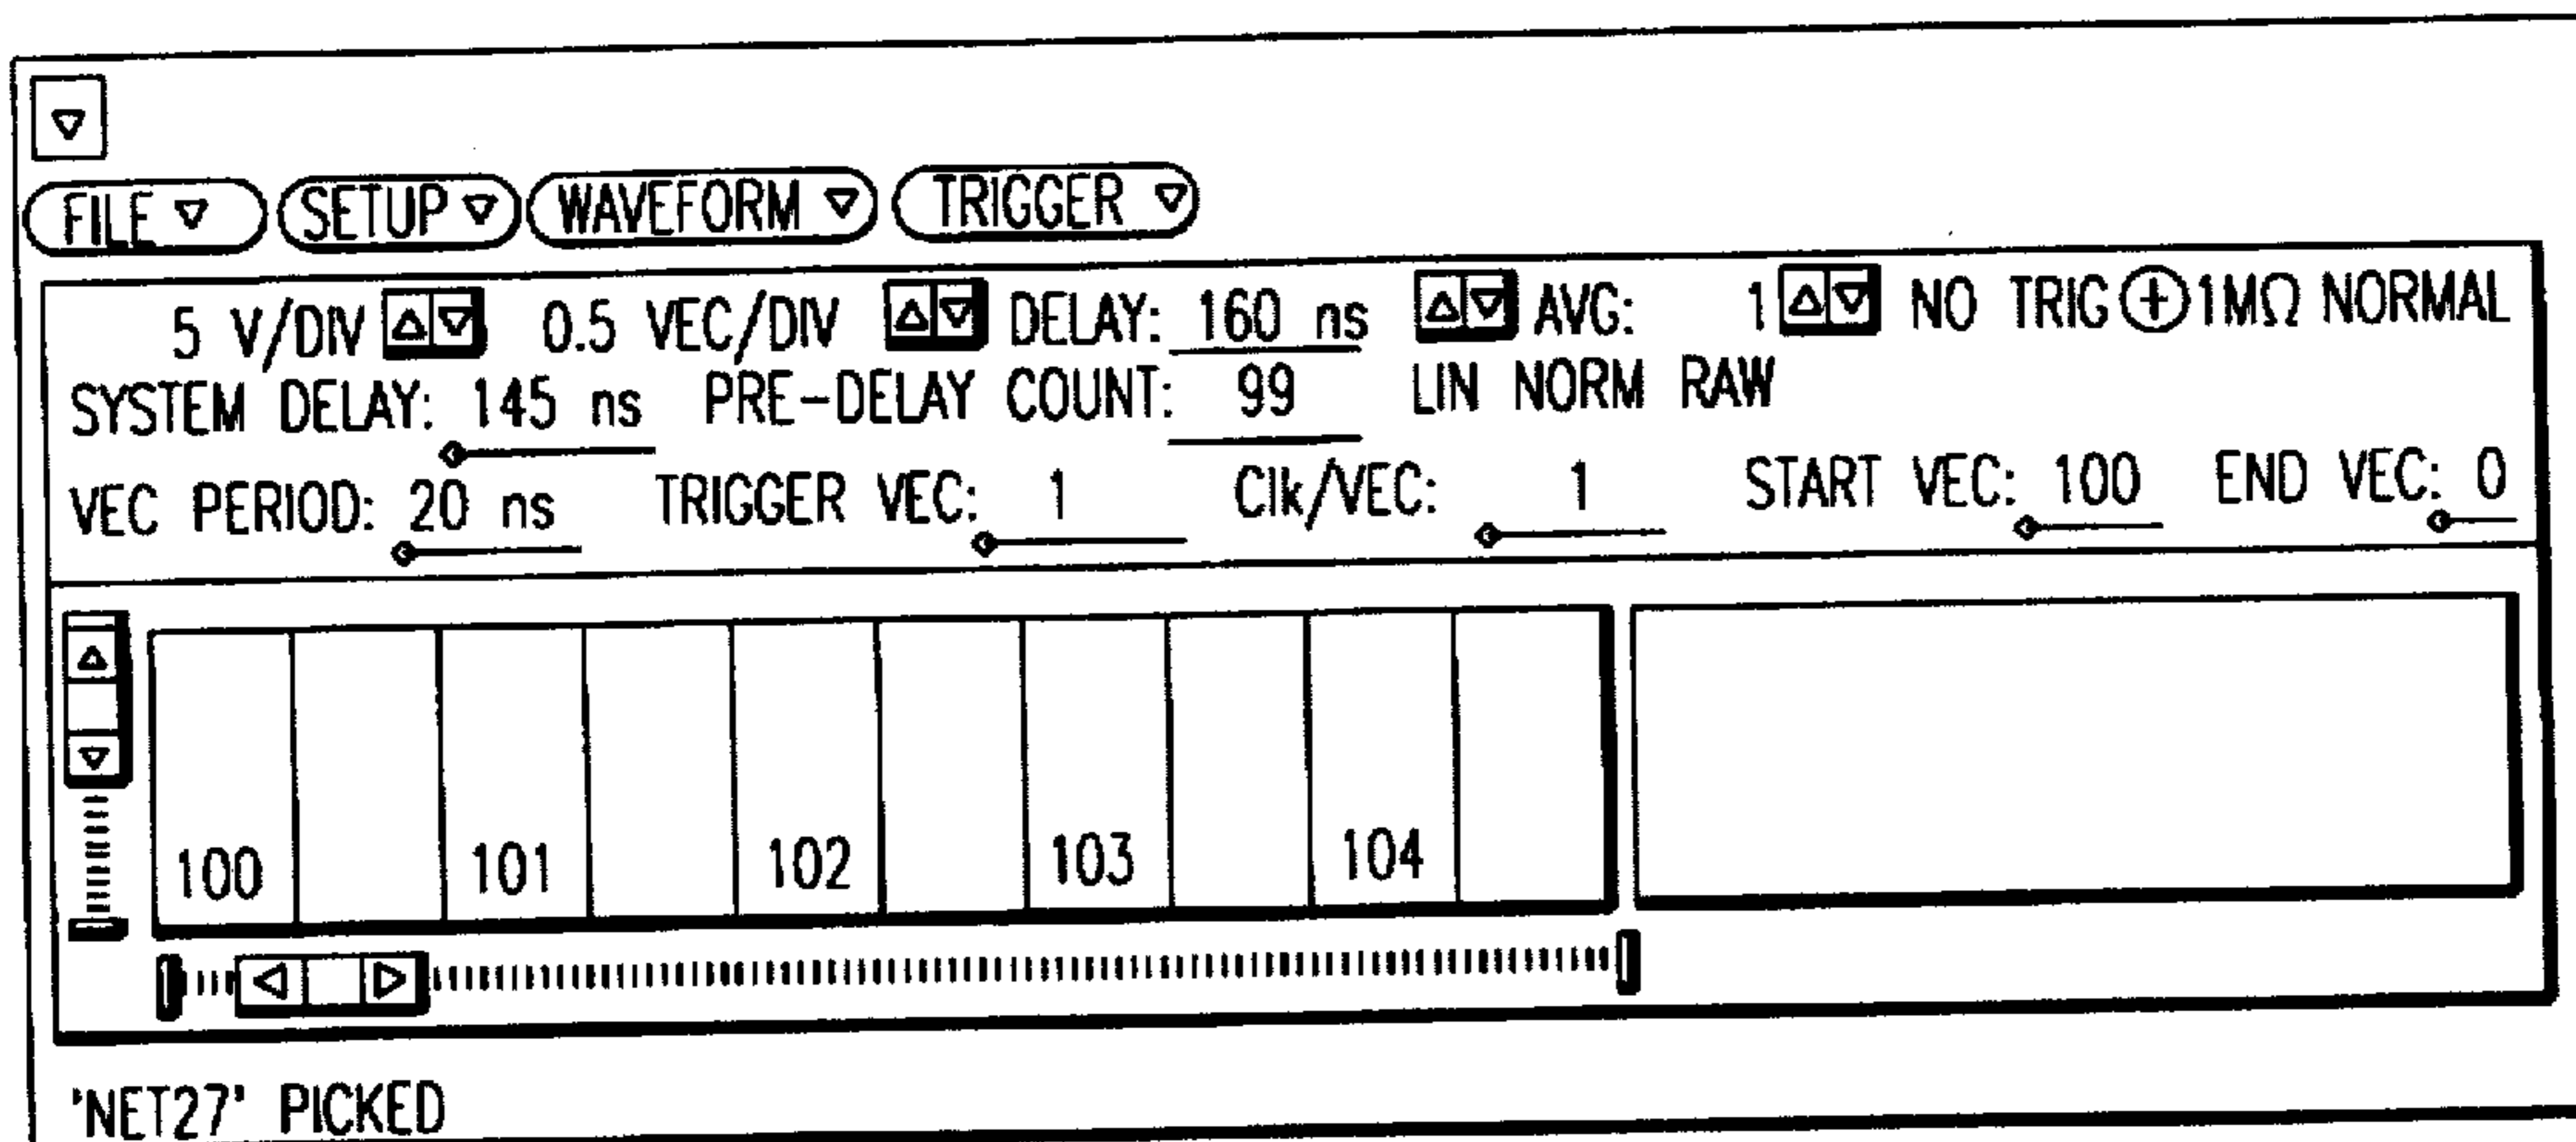 FILE SETUP WAVEFORM TRIGGER
5 V/DIV 0.5 VEC/DIV DELAY: 160 ns AVG: 1 NO TRIG 1MΩ NORMAL
SYSTEM DELAY: 145 ns PRE-DELAY COUNT: 99 LIN NORM RAW
VEC PERIOD: 20 ns TRIGGER VEC: 1 Clk/VEC: 1 START VEC: 100 END VEC: 0
100 101 102 103 104
'NET27' PICKED